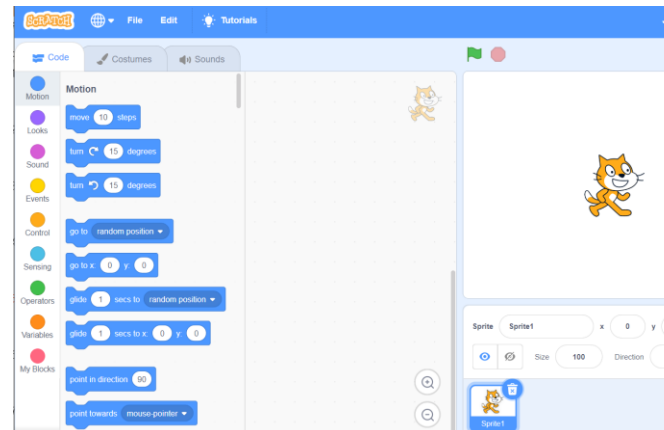 SCRATCH File Edit Tutorials
Code Costumes Sounds
Motion
Looks
Sound
Events
Control
Sensing
Operators
Variables
My Blocks
Motion
move 10 steps
turn 15 degrees
turn 15 degrees
go to random position
go to x: 0 y: 0
glide 1 secs to random position
glide 1 secs to x: 0 y: 0
point in direction 90
point towards mouse-pointer
Sprite Sprite1 x 0 y
Size 100 Direction
Sprite1